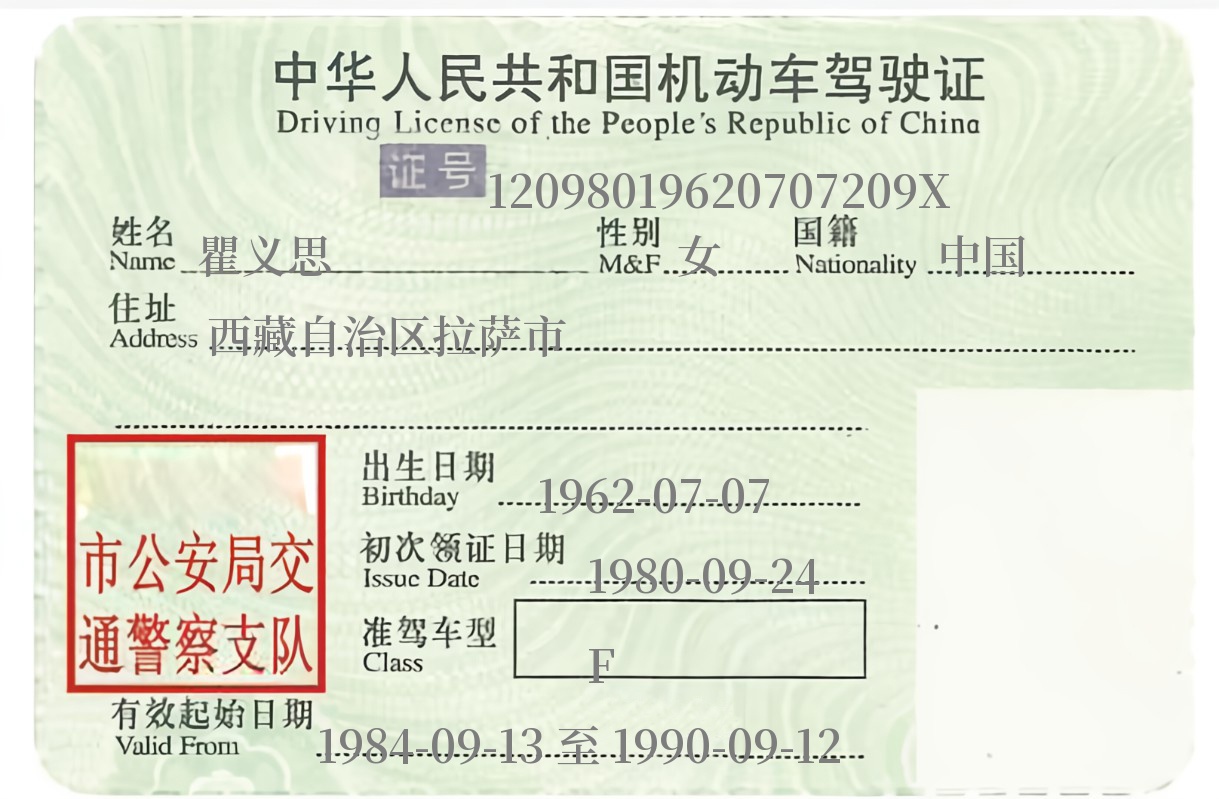 中华人民共和国机动车驾驶证
Driving License of the People's Republic of China
证号 12098019620707209X
姓名 瞿义思 性别 女 国籍 中国
Name M&F Nationality
住址 西藏自治区拉萨市
Address
出生日期
Birthday 1962-07-07
初次领证日期
Issue Date 1980-09-24
市公安局交
通警察支队
准驾车型
Class F
有效起始日期
Valid From 1984-09-13 至 1990-09-12